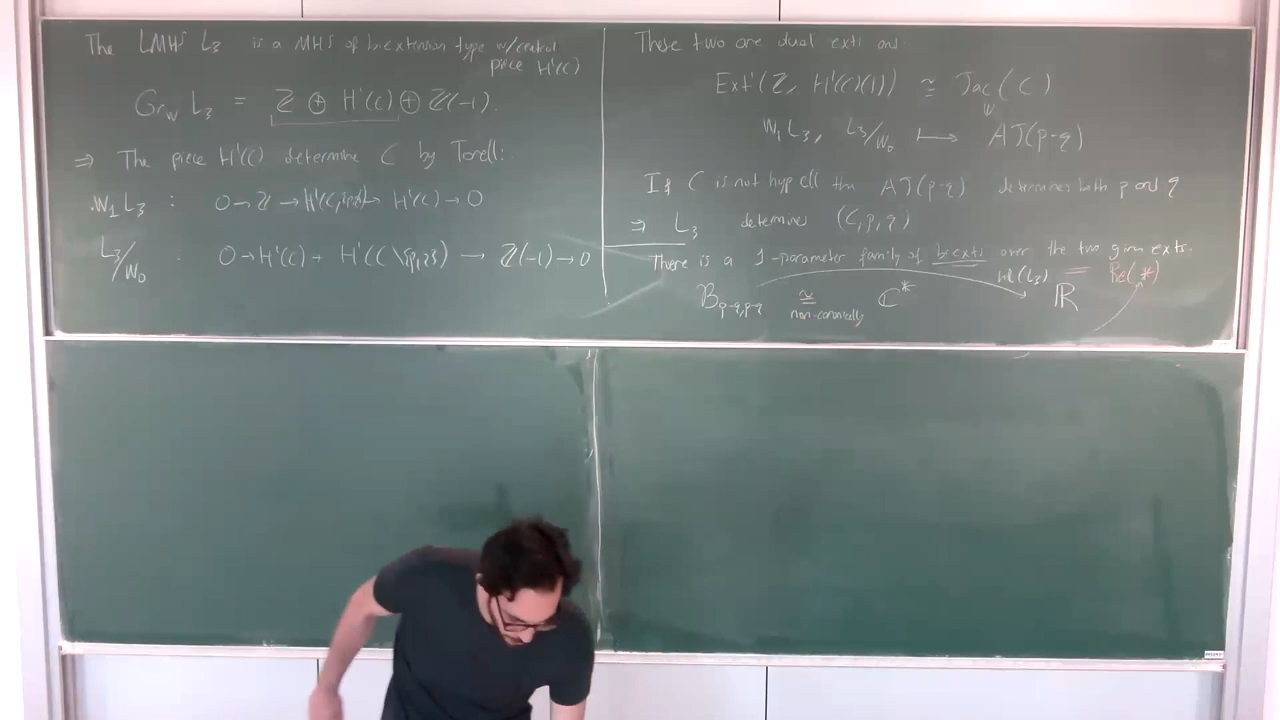 The LMHS L₃ is a MHS of biextension type w/central
piece H¹(C)
Gr_W L₃ = ℤ ⊕ H¹(C) ⊕ ℤ(-1).
⇒ The piece H¹(C) determine C by Torelli:
W₁L₃ : 0 → ℤ → H¹(C,{p,q}) → H¹(C) → 0
L₃/W₀ : 0 → H¹(C) → H¹(C\{p,q}) → ℤ(-1) → 0
These two are dual exts and
Ext¹(ℤ, H¹(C)(1)) ≅ Jac(C)
W₁L₃, L₃/W₀ ⟼ AJ(p-q)
If C is not hyp ell then AJ(p-q) determines both p and q
⇒ L₃ determines (C,p,q)
There is a 1-parameter family of biexts over the two given exts.
ht(L₃) Re(*)
B_{p-q,p-q} ≅ ℂ* ℝ
non-canonically